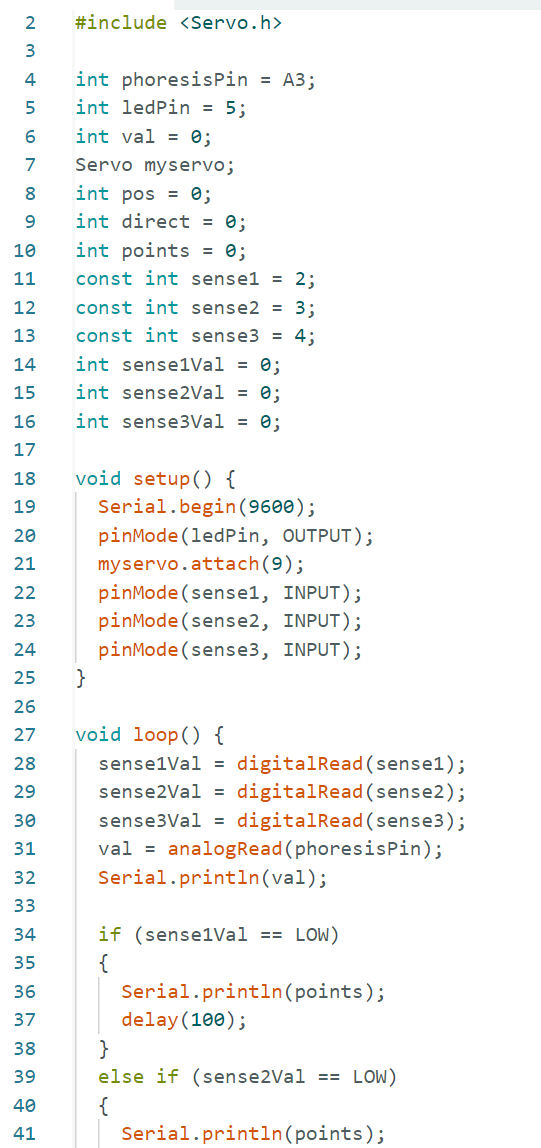 2 #include <Servo.h>
3
4 int phoresisPin = A3;
5 int ledPin = 5;
6 int val = 0;
7 Servo myservo;
8 int pos = 0;
9 int direct = 0;
10 int points = 0;
11 const int sense1 = 2;
12 const int sense2 = 3;
13 const int sense3 = 4;
14 int sense1Val = 0;
15 int sense2Val = 0;
16 int sense3Val = 0;
17
18 void setup() {
19   Serial.begin(9600);
20   pinMode(ledPin, OUTPUT);
21   myservo.attach(9);
22   pinMode(sense1, INPUT);
23   pinMode(sense2, INPUT);
24   pinMode(sense3, INPUT);
25 }
26
27 void loop() {
28   sense1Val = digitalRead(sense1);
29   sense2Val = digitalRead(sense2);
30   sense3Val = digitalRead(sense3);
31   val = analogRead(phoresisPin);
32   Serial.println(val);
33
34   if (sense1Val == LOW)
35   {
36     Serial.println(points);
37     delay(100);
38   }
39   else if (sense2Val == LOW)
40   {
41     Serial.println(points);